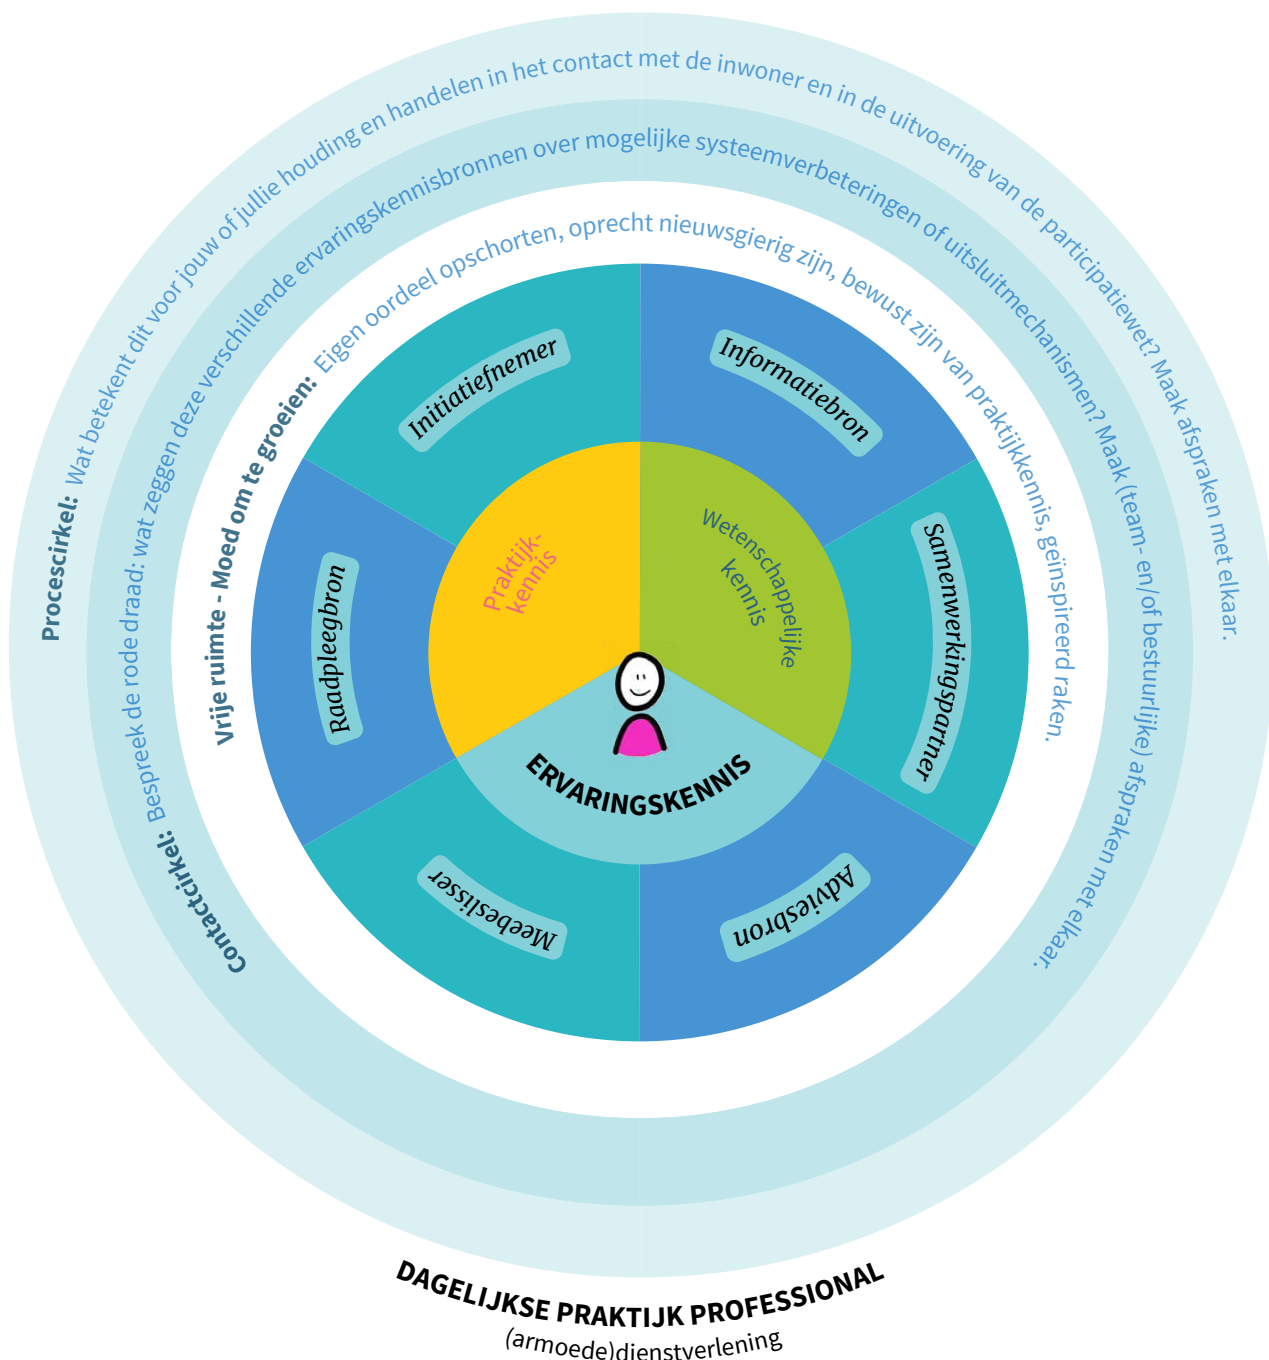 Procescirkel: Wat betekent dit voor jouw of jullie houding en handelen in het contact met de inwoner en in de uitvoering van de participatiewet? Maak afspraken met elkaar.
Contactcirkel: Bespreek de rode draad: wat zeggen deze verschillende ervaringskennisbronnen over mogelijke systeemverbeteringen of uitsluitmechanismen? Maak (team- en/of bestuurlijke) afspraken met elkaar.
Vrije ruimte - Moed om te groeien: Eigen oordeel opschorten, oprecht nieuwsgierig zijn, bewust zijn van praktijkkennis, geïnspireerd raken.
Initiatiefnemer
Informatiebron
Samenwerkingspartner
Adviesbron
Meebeslisser
Raadpleegbron
Praktijk-
kennis
Wetenschappelijke
kennis
ERVARINGSKENNIS
DAGELIJKSE PRAKTIJK PROFESSIONAL
(armoede)dienstverlening